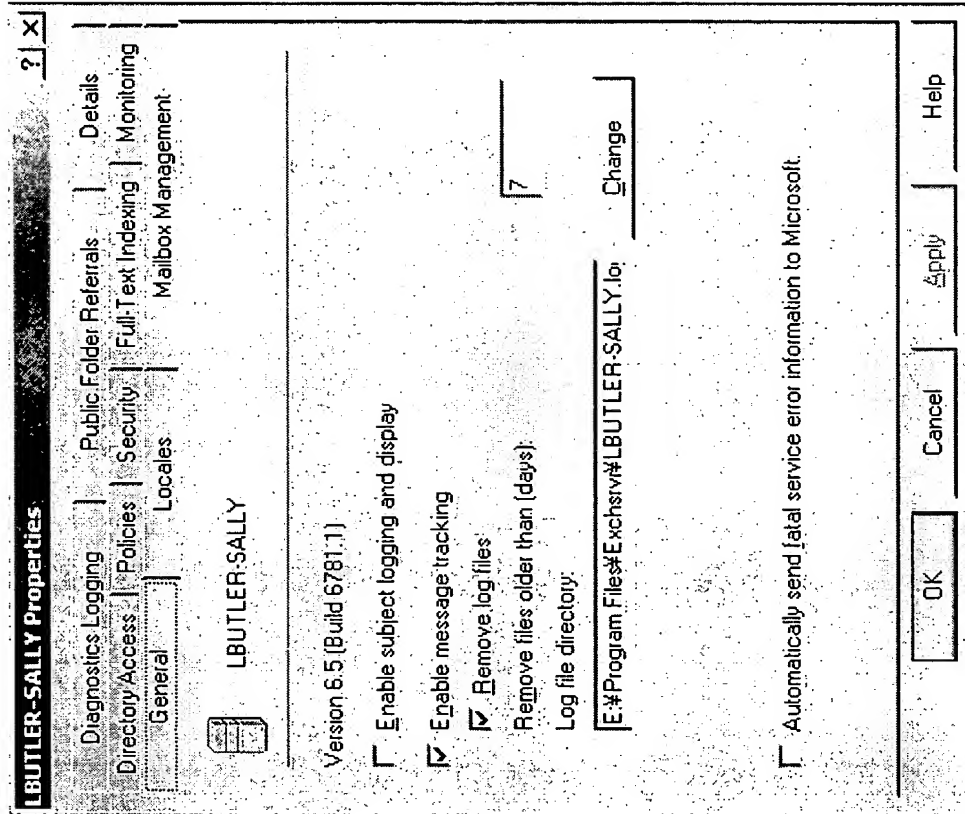 LBUTLER-SALLY Properties ? ×
Diagnostics Logging Public Folder Referrals Details
Directory Access Policies Security Full-Text Indexing Monitoring
General Locales Mailbox Management
LBUTLER-SALLY
Version 6.5 (Build 6781.1)
Enable subject logging and display
Enable message tracking
Remove log files
Remove files older than (days): 7
Log file directory:
E:¥Program Files¥Exchsrvr¥LBUTLER-SALLY.log Change
Automatically send fatal service error information to Microsoft.
OK Cancel Apply Help